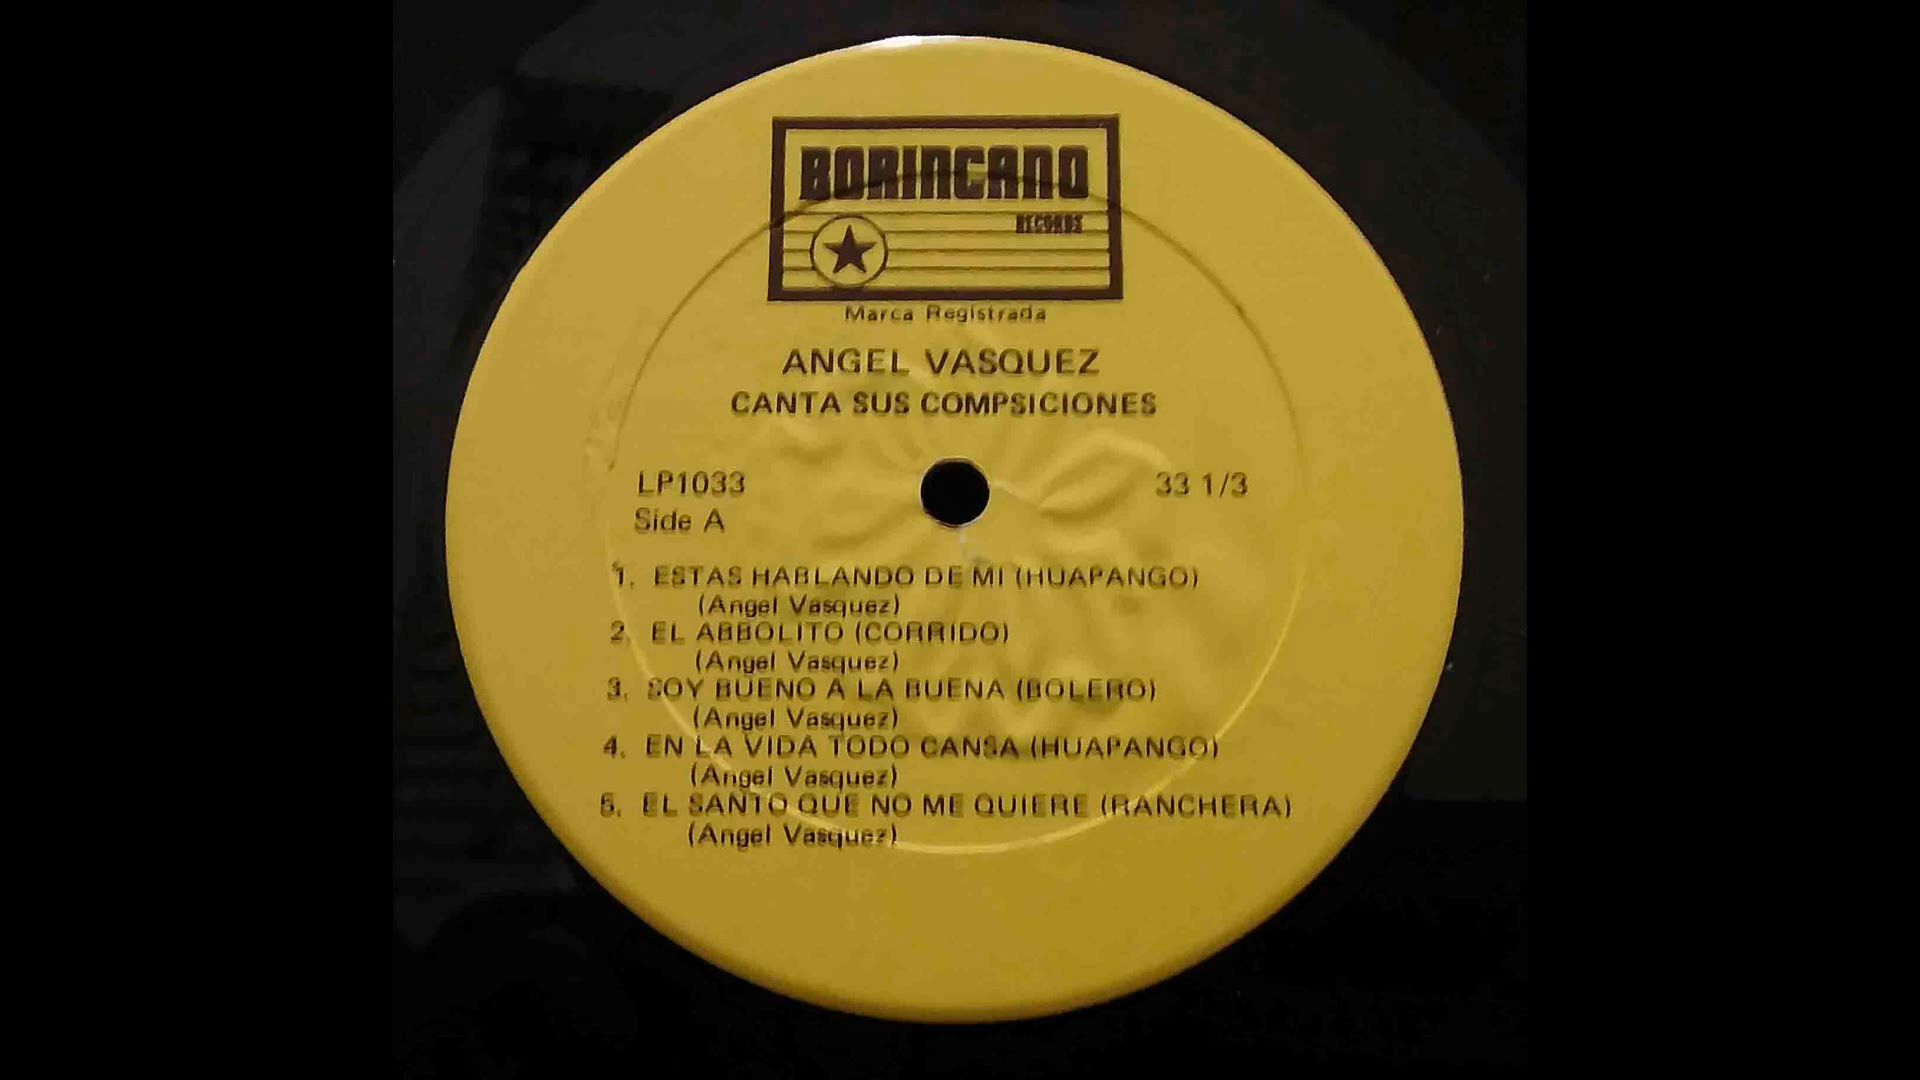 BORINCANO
RECORDS
Marca Registrada
ANGEL VASQUEZ
CANTA SUS COMPSICIONES
LP1033
33 1/3
Side A
1. ESTAS HABLANDO DE MI (HUAPANGO)
(Angel Vasquez)
2. EL ABBOLITO (CORRIDO)
(Angel Vasquez)
3. SOY BUENO A LA BUENA (BOLERO)
(Angel Vasquez)
4. EN LA VIDA TODO CANSA (HUAPANGO)
(Angel Vasquez)
5. EL SANTO QUE NO ME QUIERE (RANCHERA)
(Angel Vasquez)